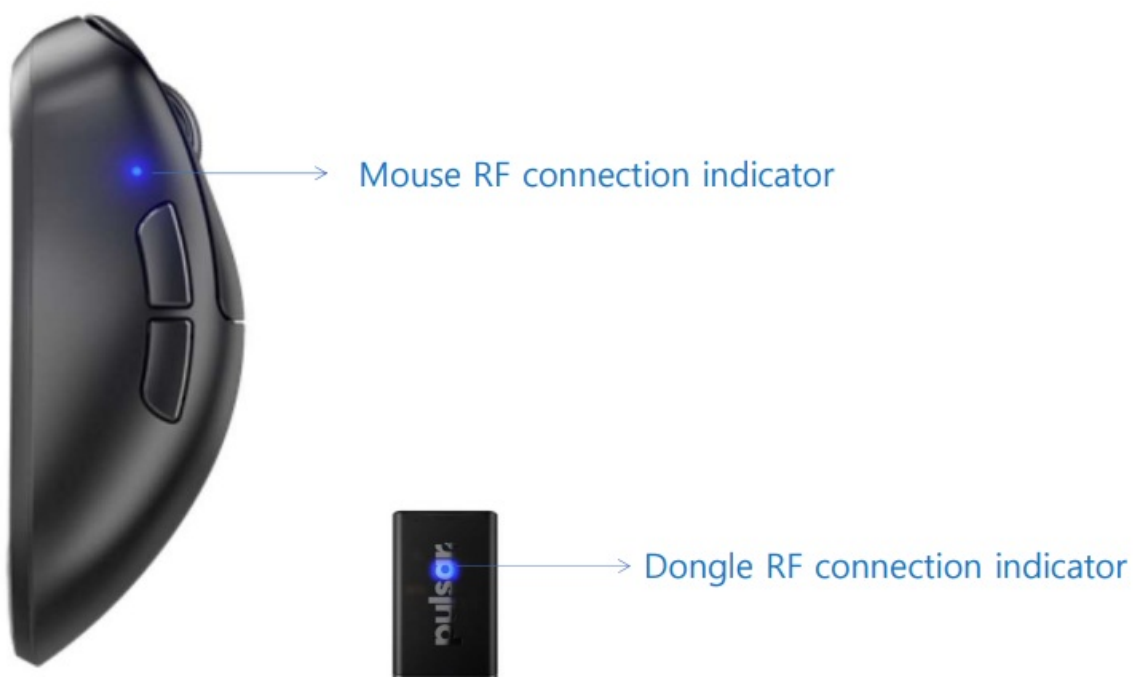 Mouse RF connection indicator
pulsar
Dongle RF connection indicator